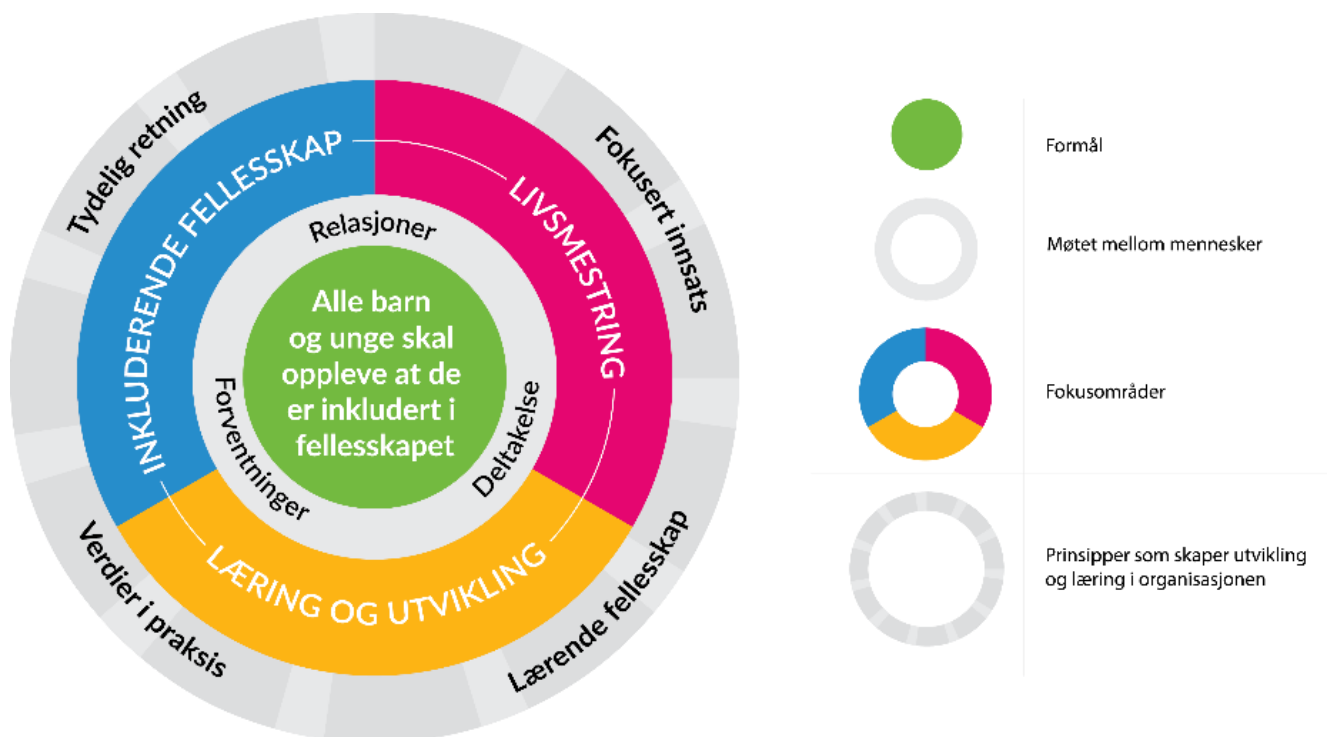 Tydelig retning
Fokusert innsats
INKLUDERENDE FELLESSKAP
LIVSMESTRING
Relasjoner
Alle barn
og unge skal
oppleve at de
er inkludert i
fellesskapet
Forventninger
Deltakelse
LÆRING OG UTVIKLING
Verdier i praksis
Lærende fellesskap
Formål
Møtet mellom mennesker
Fokusområder
Prinsipper som skaper utvikling
og læring i organisasjonen